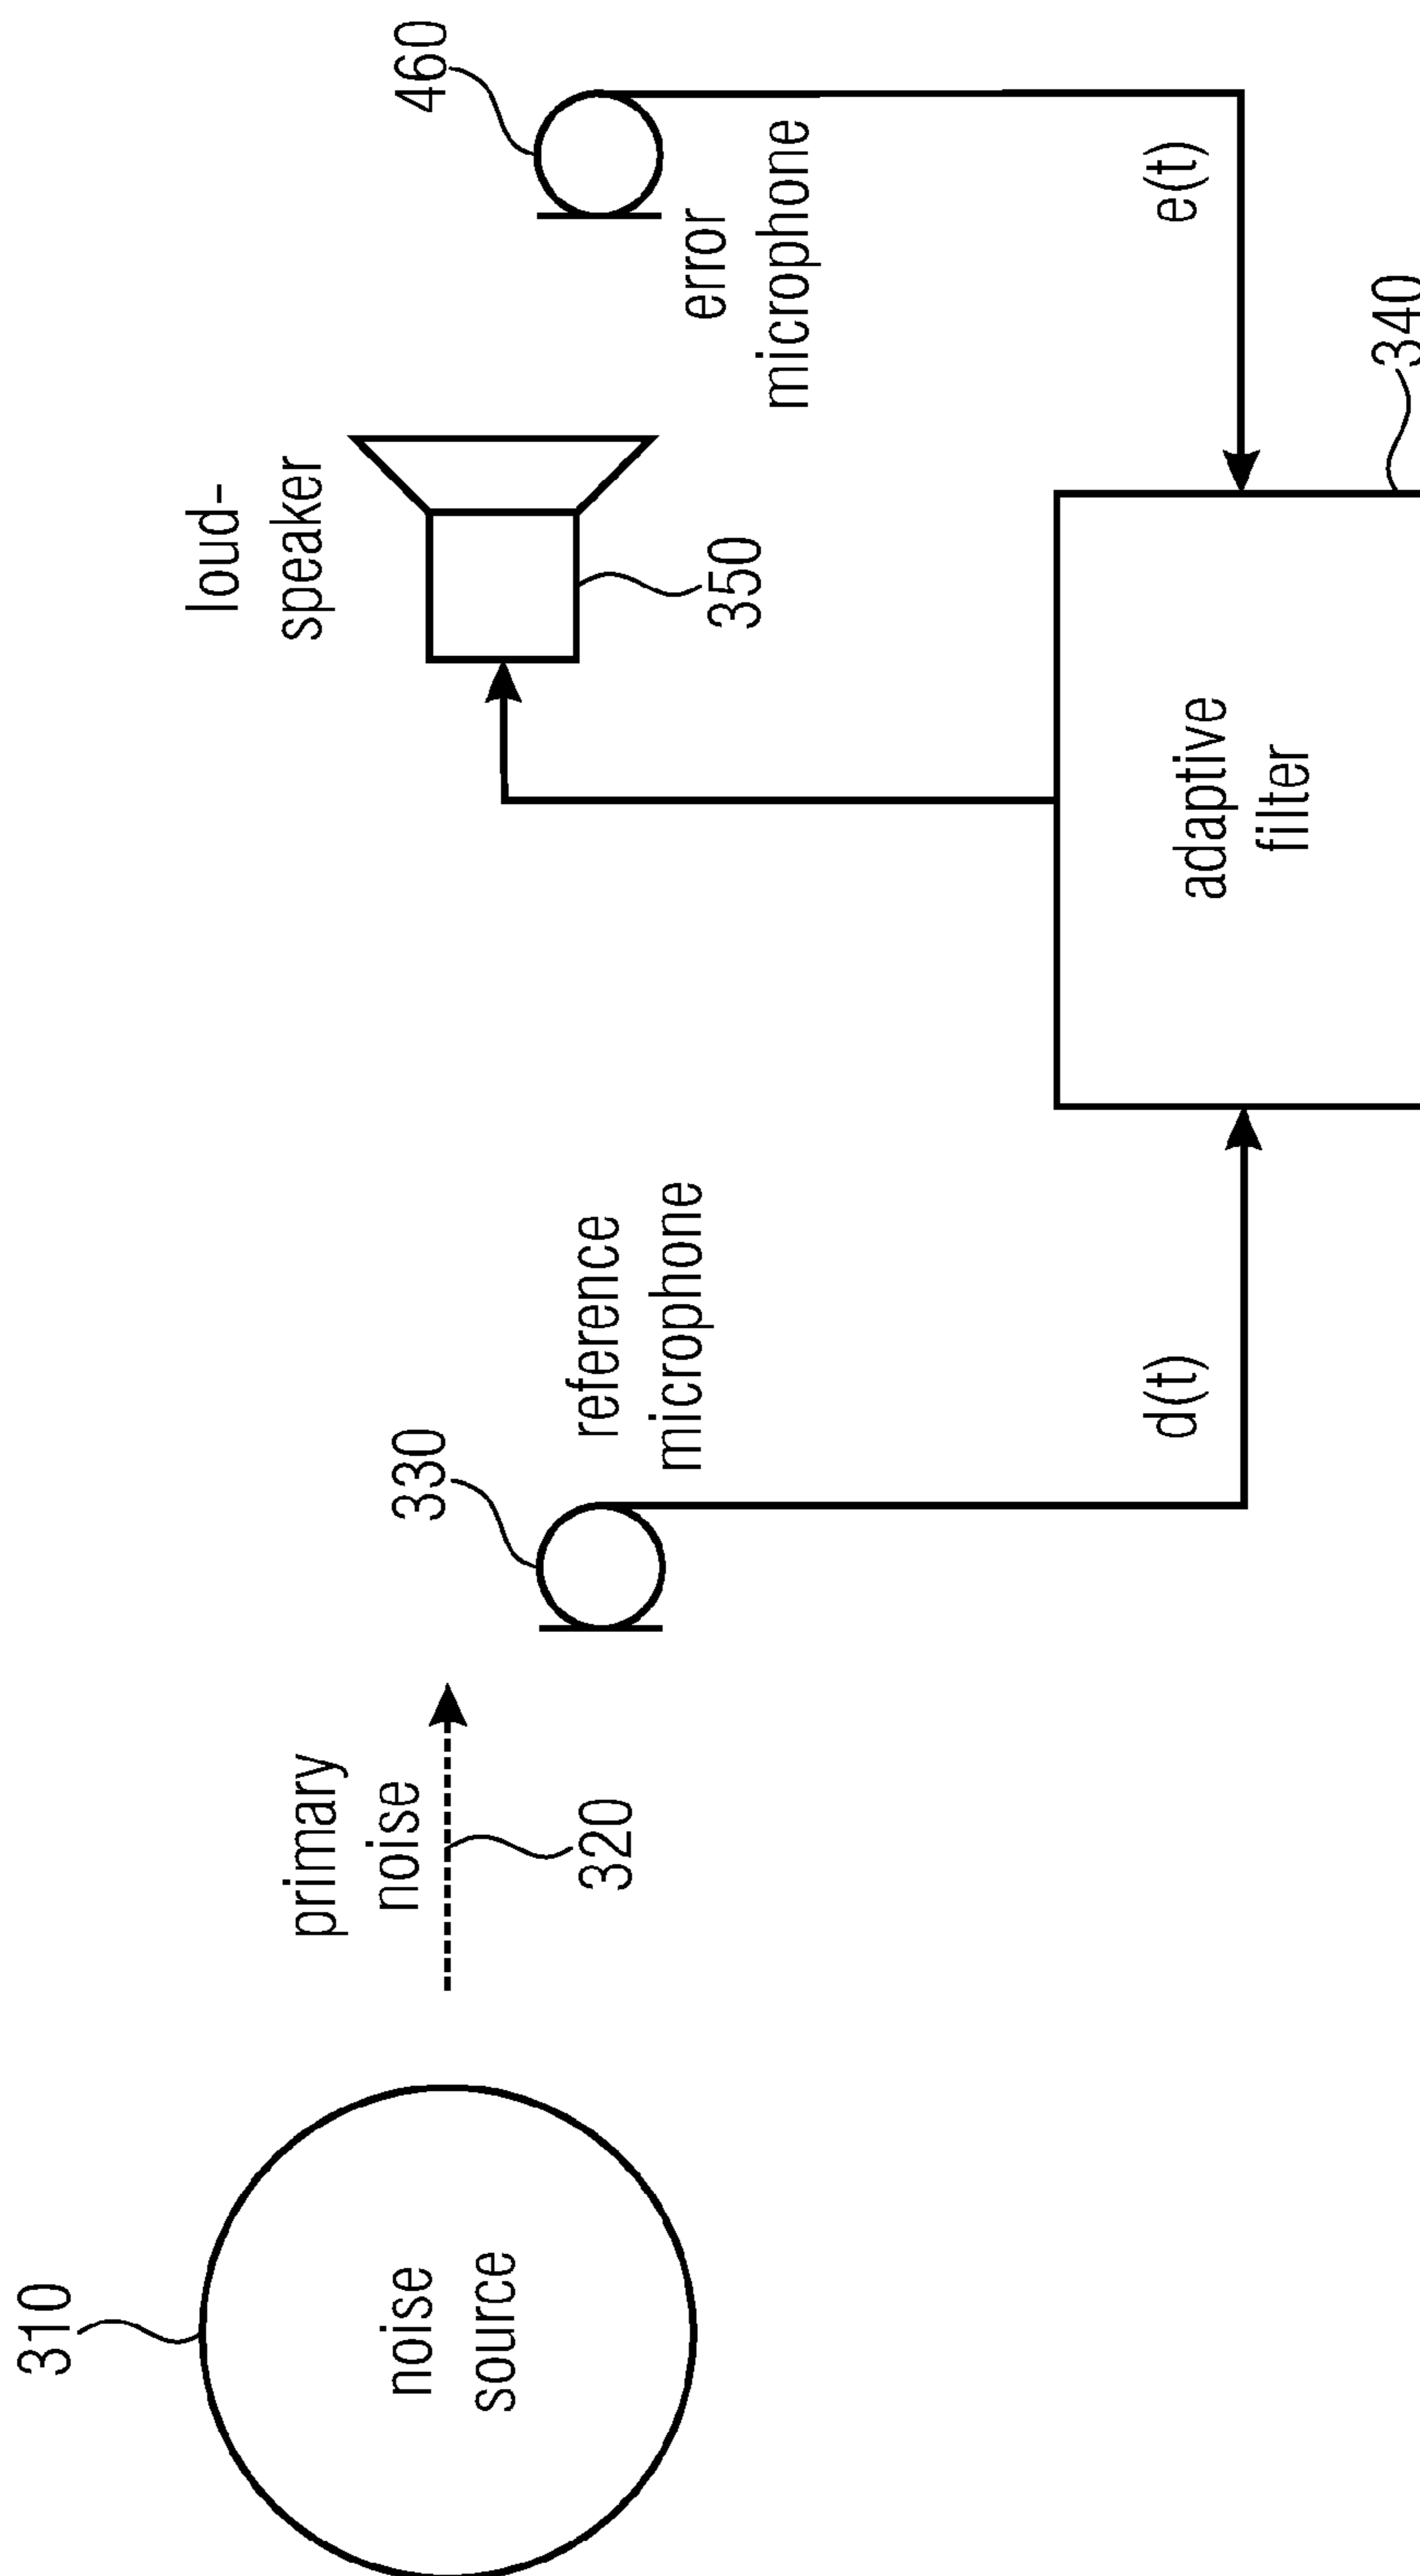 310
noise
source
primary
noise
320
330
reference
microphone
d(t)
loud-
speaker
350
adaptive
filter
340
460
error
microphone
e(t)